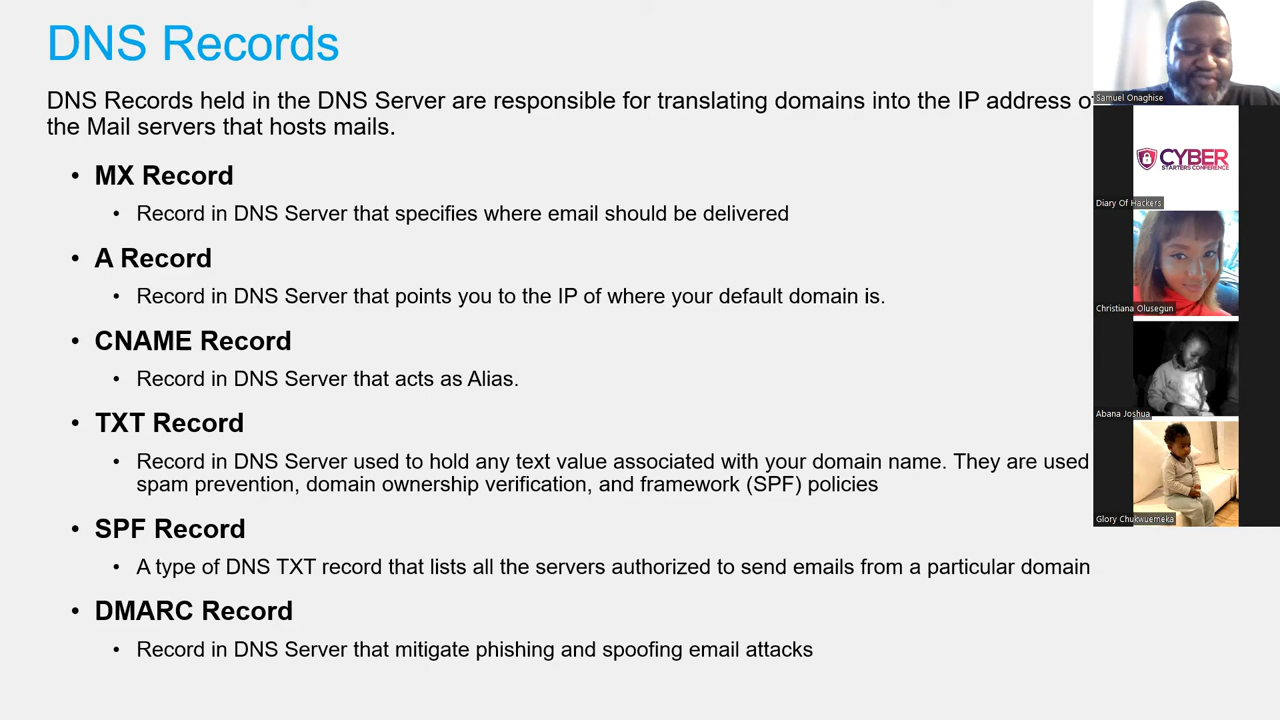 DNS Records
DNS Records held in the DNS Server are responsible for translating domains into the IP address of
the Mail servers that hosts mails.
• MX Record
• Record in DNS Server that specifies where email should be delivered
• A Record
• Record in DNS Server that points you to the IP of where your default domain is.
• CNAME Record
• Record in DNS Server that acts as Alias.
• TXT Record
• Record in DNS Server used to hold any text value associated with your domain name. They are used
spam prevention, domain ownership verification, and framework (SPF) policies
• SPF Record
• A type of DNS TXT record that lists all the servers authorized to send emails from a particular domain
• DMARC Record
• Record in DNS Server that mitigate phishing and spoofing email attacks
Samuel Onaghise
CYBER
STARTERS CONFERENCE
Diary Of Hackers
Christiana Olusegun
Abana Joshua
Glory Chukwuemeka